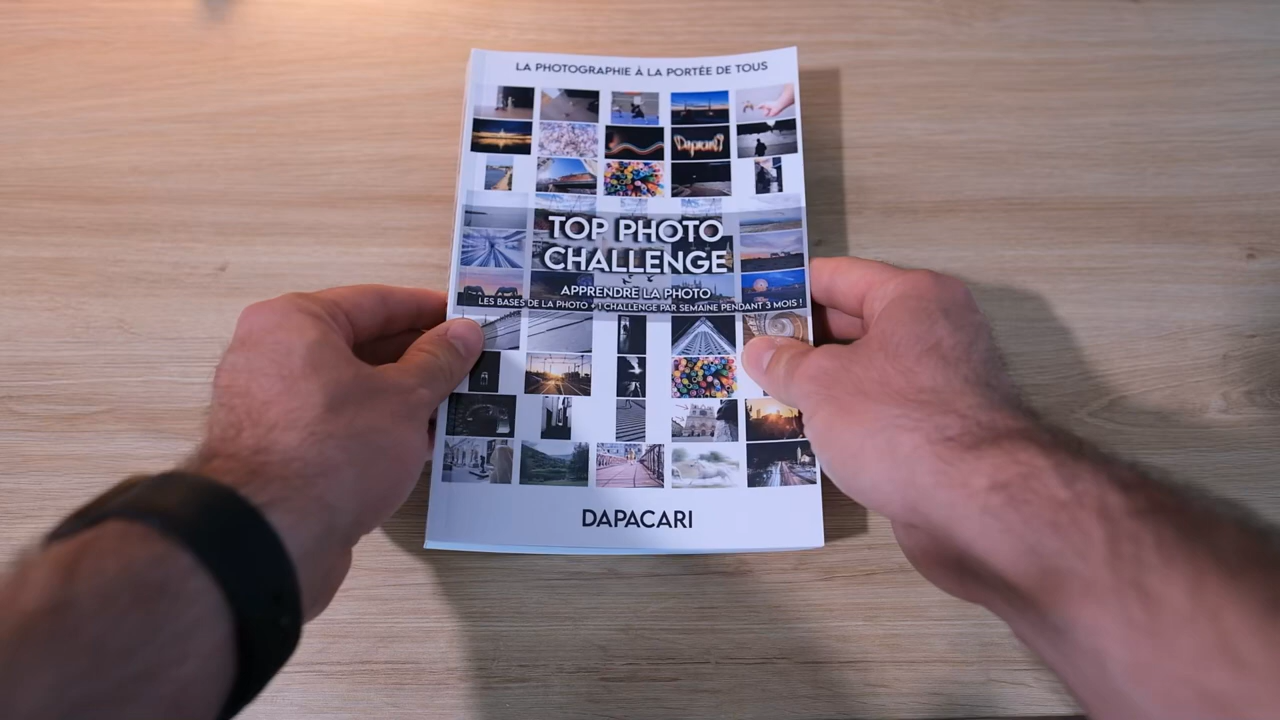 LA PHOTOGRAPHIE À LA PORTÉE DE TOUS
Dapacari
TOP PHOTO
CHALLENGE
APPRENDRE LA PHOTO
LES BASES DE LA PHOTO + 1 CHALLENGE PAR SEMAINE PENDANT 3 MOIS !
DAPACARI